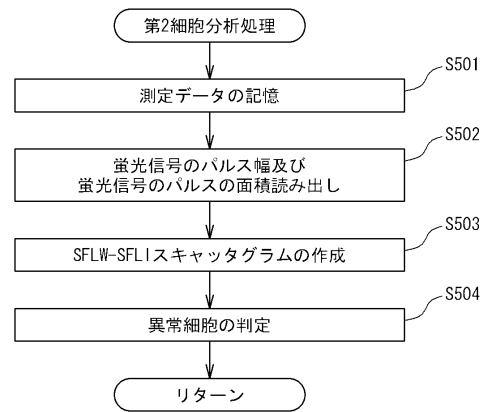 第2細胞分析処理
S501
測定データの記憶
S502
蛍光信号のパルス幅及び
蛍光信号のパルスの面積読み出し
S503
SFLW-SFLIスキャッタグラムの作成
S504
異常細胞の判定
リターン